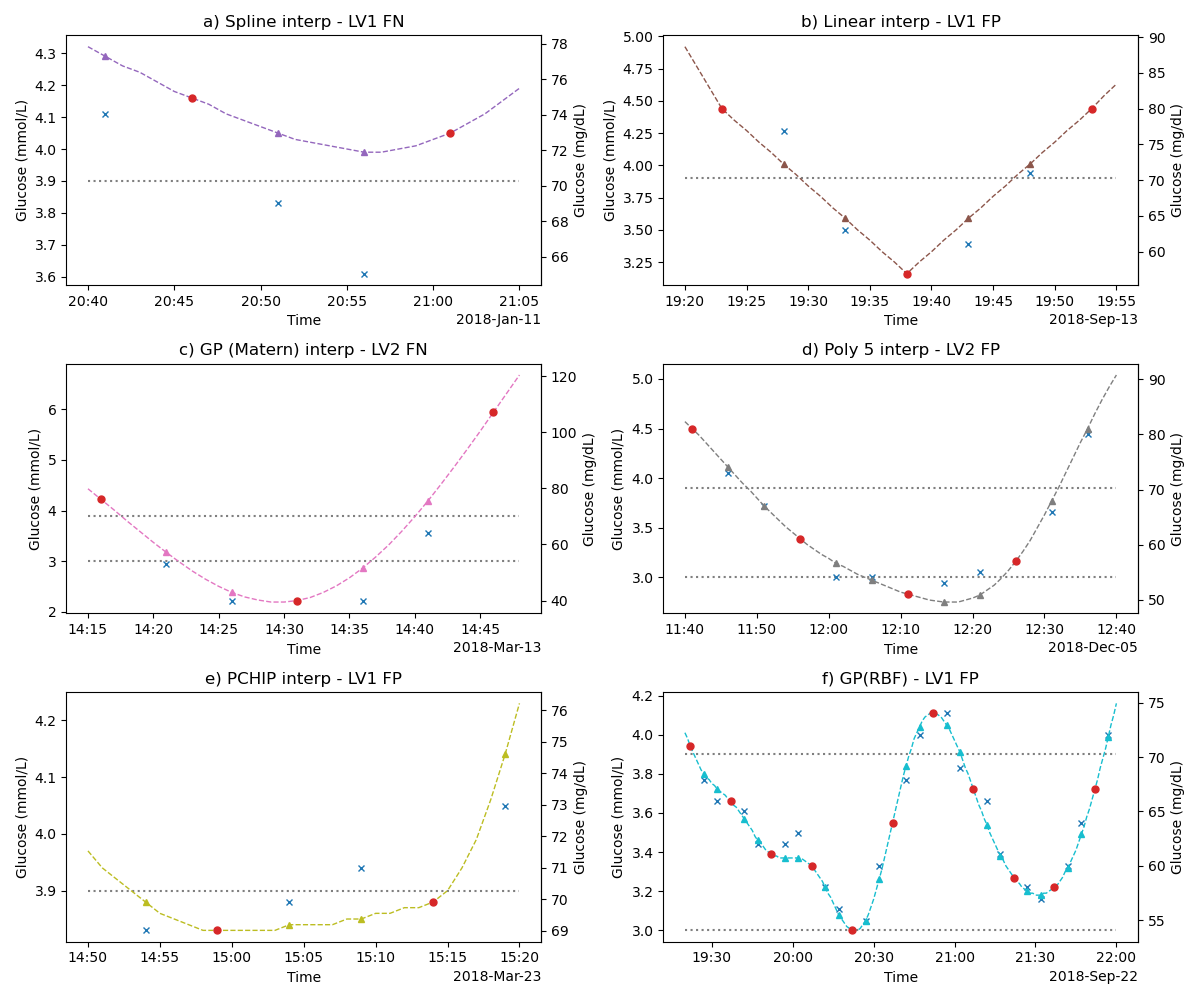 a) Spline interp - LV1 FN
4.3
4.2
4.1
4.0
3.9
3.8
3.7
3.6
Glucose (mmol/L)
78
76
74
72
70
68
66
Glucose (mg/dL)
20:40 20:45 20:50 20:55 21:00 21:05
Time
2018-Jan-11
b) Linear interp - LV1 FP
5.00
4.75
4.50
4.25
4.00
3.75
3.50
3.25
Glucose (mmol/L)
90
85
80
75
70
65
60
Glucose (mg/dL)
19:20 19:25 19:30 19:35 19:40 19:45 19:50 19:55
Time
2018-Sep-13
c) GP (Matern) interp - LV2 FN
6
5
4
3
2
Glucose (mmol/L)
120
100
80
60
40
Glucose (mg/dL)
14:15 14:20 14:25 14:30 14:35 14:40 14:45
Time
2018-Mar-13
d) Poly 5 interp - LV2 FP
5.0
4.5
4.0
3.5
3.0
Glucose (mmol/L)
90
80
70
60
50
Glucose (mg/dL)
11:40 11:50 12:00 12:10 12:20 12:30 12:40
Time
2018-Dec-05
e) PCHIP interp - LV1 FP
4.2
4.1
4.0
3.9
Glucose (mmol/L)
76
75
74
73
72
71
70
69
Glucose (mg/dL)
14:50 14:55 15:00 15:05 15:10 15:15 15:20
Time
2018-Mar-23
f) GP(RBF) - LV1 FP
4.2
4.0
3.8
3.6
3.4
3.2
3.0
Glucose (mmol/L)
75
70
65
60
55
Glucose (mg/dL)
19:30 20:00 20:30 21:00 21:30 22:00
Time
2018-Sep-22